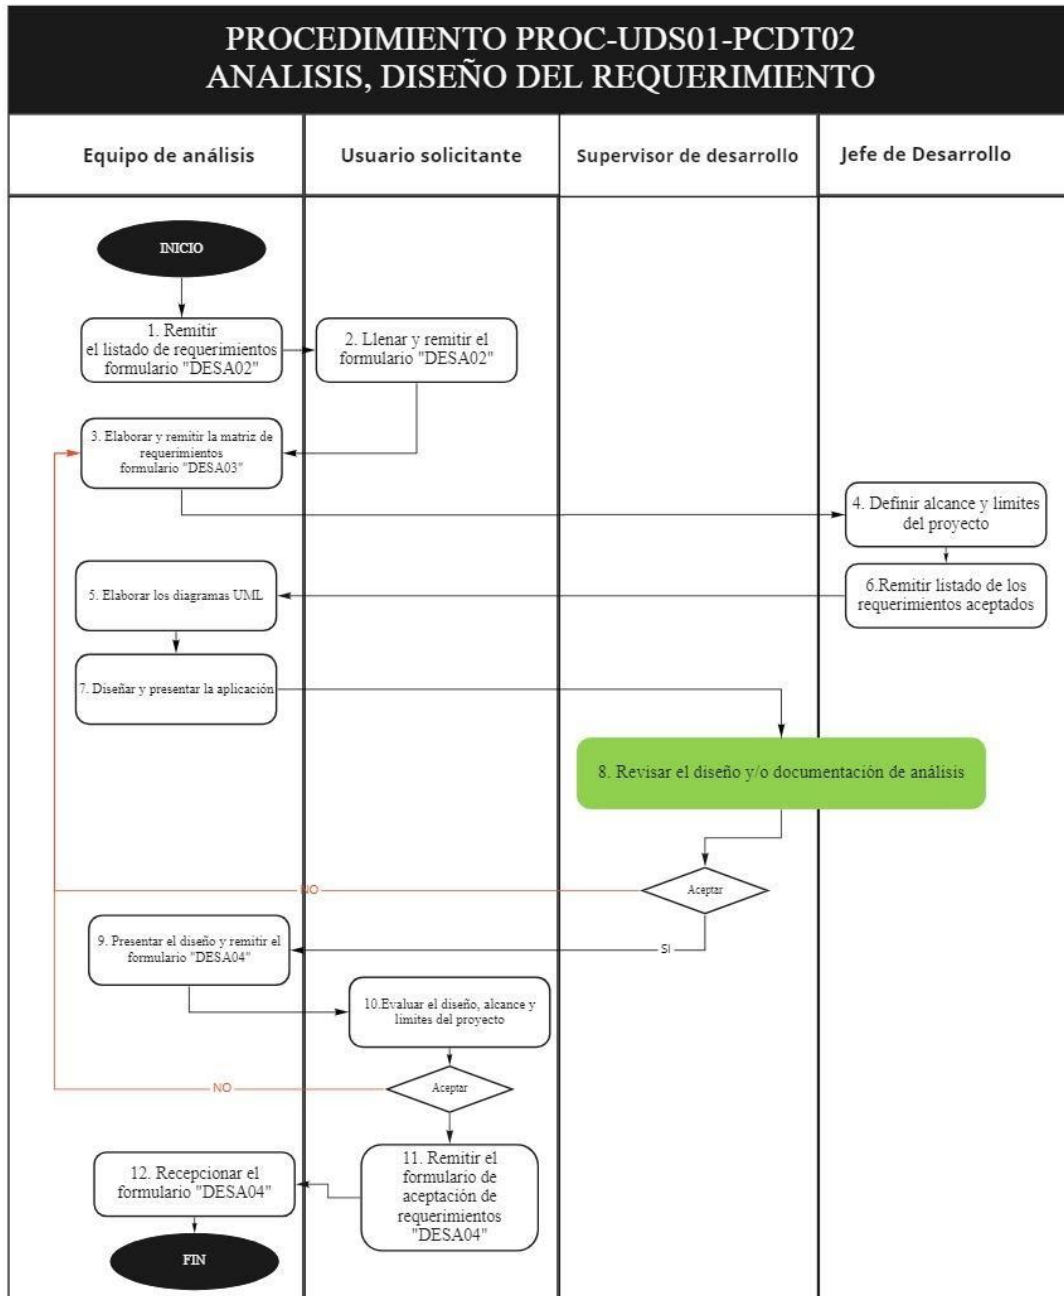 PROCEDIMIENTO PROC-UDS01-PCDT02
ANALISIS, DISEÑO DEL REQUERIMIENTO
Equipo de análisis
Usuario solicitante
Supervisor de desarrollo
Jefe de Desarrollo
INICIO
1. Remitir
el listado de requerimientos
formulario "DESA02"
2. Llenar y remitir el
formulario "DESA02"
3. Elaborar y remitir la matriz de
requerimientos
formulario "DESA03"
4. Definir alcance y limites
del proyecto
5. Elaborar los diagramas UML
6.Remitir listado de los
requerimientos aceptados
7. Diseñar y presentar la aplicación
8. Revisar el diseño y/o documentación de análisis
Aceptar
NO
SI
9. Presentar el diseño y remitir el
formulario "DESA04"
10.Evaluar el diseño, alcance y
limites del proyecto
Aceptar
NO
11. Remitir el
formulario de
aceptación de
requerimientos
"DESA04"
12. Recepcionar el
formulario "DESA04"
FIN